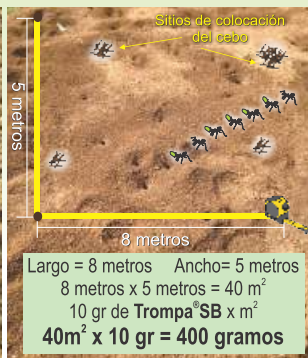 Sitios de colocación
del cebo
5 metros
8 metros
Largo = 8 metros Ancho= 5 metros
8 metros x 5 metros = 40 m²
10 gr de Trompa®SB x m²
40m² x 10 gr = 400 gramos